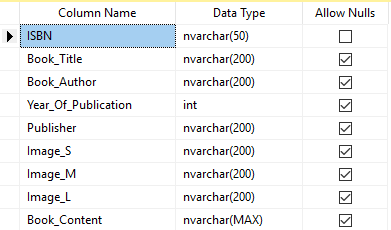 Column Name Data Type Allow Nulls
ISBN nvarchar(50)
Book_Title nvarchar(200)
Book_Author nvarchar(200)
Year_Of_Publication int
Publisher nvarchar(200)
Image_S nvarchar(200)
Image_M nvarchar(200)
Image_L nvarchar(200)
Book_Content nvarchar(MAX)